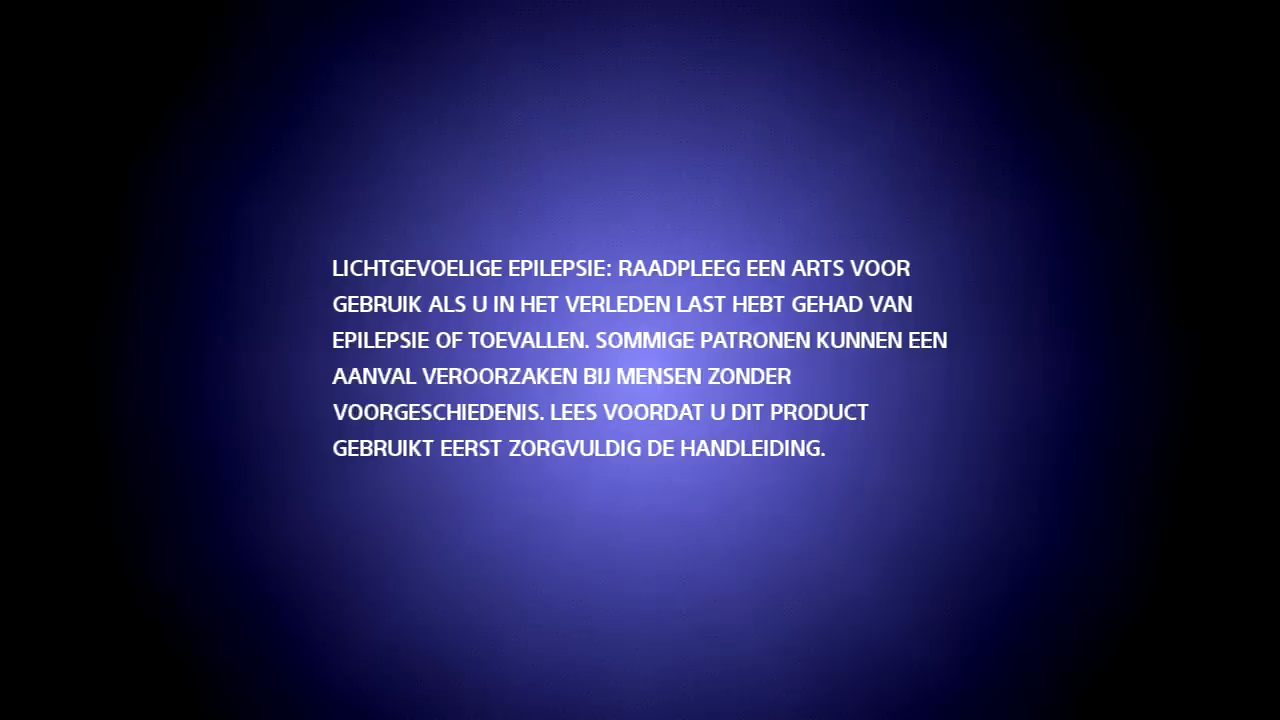 LICHTGEVOELIGE EPILEPSIE: RAADPLEEG EEN ARTS VOOR
GEBRUIK ALS U IN HET VERLEDEN LAST HEBT GEHAD VAN
EPILEPSIE OF TOEVALLEN. SOMMIGE PATRONEN KUNNEN EEN
AANVAL VEROORZAKEN BIJ MENSEN ZONDER
VOORGESCHIEDENIS. LEES VOORDAT U DIT PRODUCT
GEBRUIKT EERST ZORGVULDIG DE HANDLEIDING.